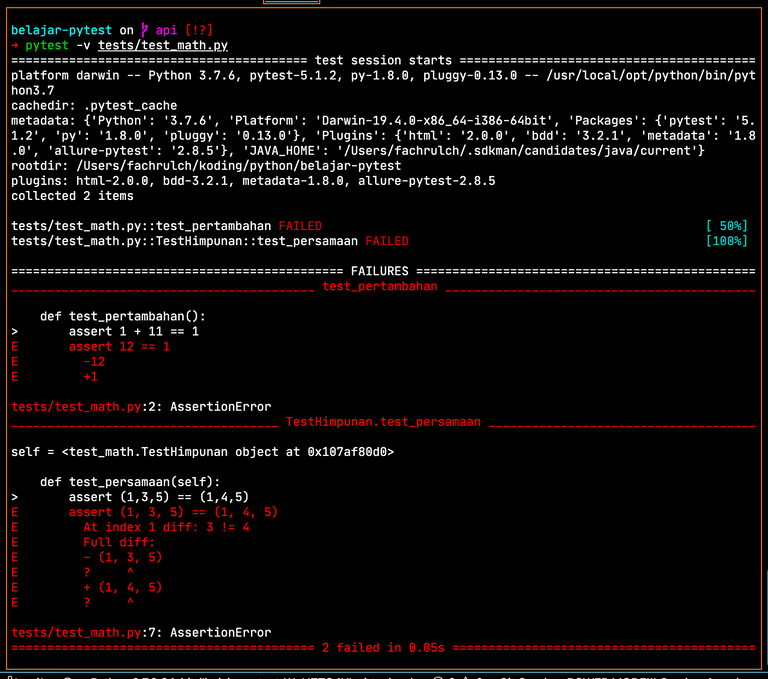 belajar-pytest on api [!?]
→ pytest -v tests/test_math.py
========================================= test session starts =========================================
platform darwin -- Python 3.7.6, pytest-5.1.2, py-1.8.0, pluggy-0.13.0 -- /usr/local/opt/python/bin/pyt
hon3.7
cachedir: .pytest_cache
metadata: {'Python': '3.7.6', 'Platform': 'Darwin-19.4.0-x86_64-i386-64bit', 'Packages': {'pytest': '5.
1.2', 'py': '1.8.0', 'pluggy': '0.13.0'}, 'Plugins': {'html': '2.0.0', 'bdd': '3.2.1', 'metadata': '1.8
.0', 'allure-pytest': '2.8.5'}, 'JAVA_HOME': '/Users/fachrulch/.sdkman/candidates/java/current'}
rootdir: /Users/fachrulch/koding/python/belajar-pytest
plugins: html-2.0.0, bdd-3.2.1, metadata-1.8.0, allure-pytest-2.8.5
collected 2 items
tests/test_math.py::test_pertambahan FAILED [ 50%]
tests/test_math.py::TestHimpunan::test_persamaan FAILED [100%]
============================================== FAILURES ===============================================
__________________________________________ test_pertambahan ___________________________________________
def test_pertambahan():
> assert 1 + 11 == 1
E assert 12 == 1
E -12
E +1
tests/test_math.py:2: AssertionError
_____________________________________ TestHimpunan.test_persamaan _____________________________________
self = <test_math.TestHimpunan object at 0x107af80d0>
def test_persamaan(self):
> assert (1,3,5) == (1,4,5)
E assert (1, 3, 5) == (1, 4, 5)
E At index 1 diff: 3 != 4
E Full diff:
E - (1, 3, 5)
E ? ^
E + (1, 4, 5)
E ? ^
tests/test_math.py:7: AssertionError
========================================== 2 failed in 0.05s ==========================================